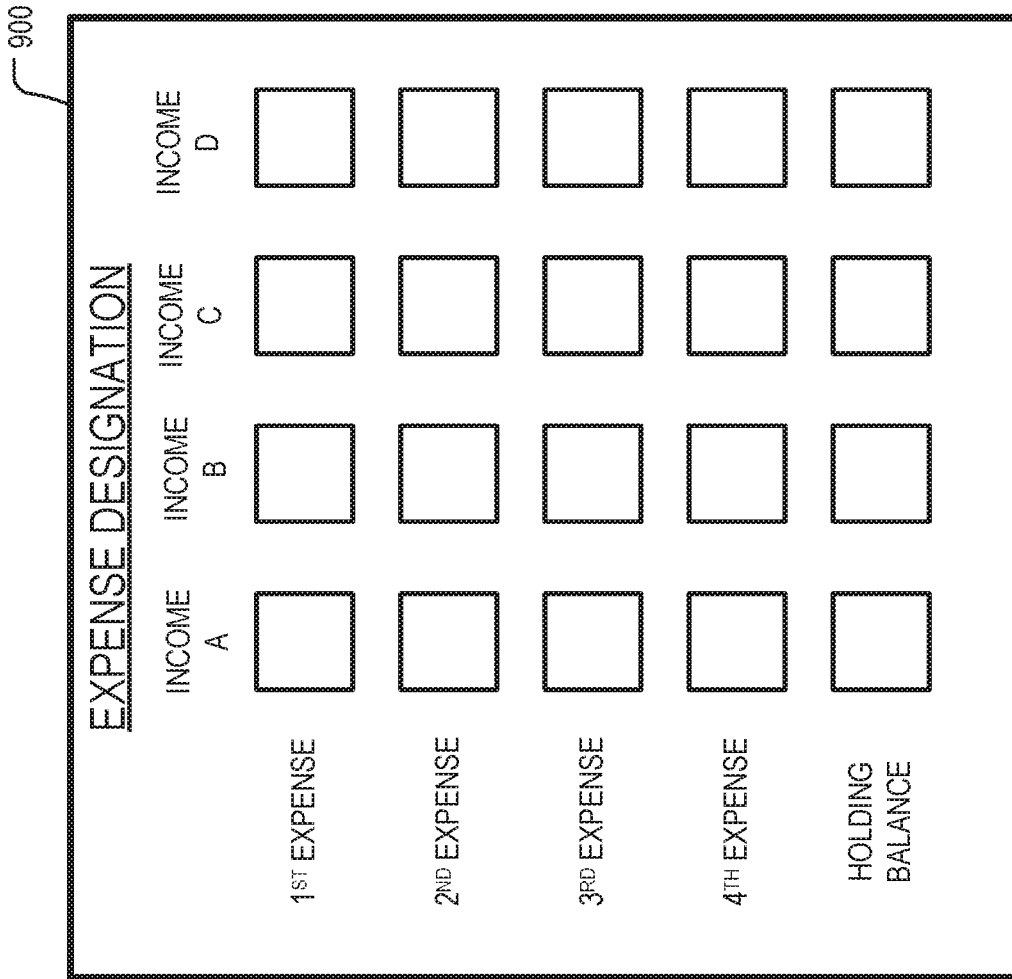 900
EXPENSE DESIGNATION
INCOME A
INCOME B
INCOME C
INCOME D
1ST EXPENSE
2ND EXPENSE
3RD EXPENSE
4TH EXPENSE
HOLDING
BALANCE